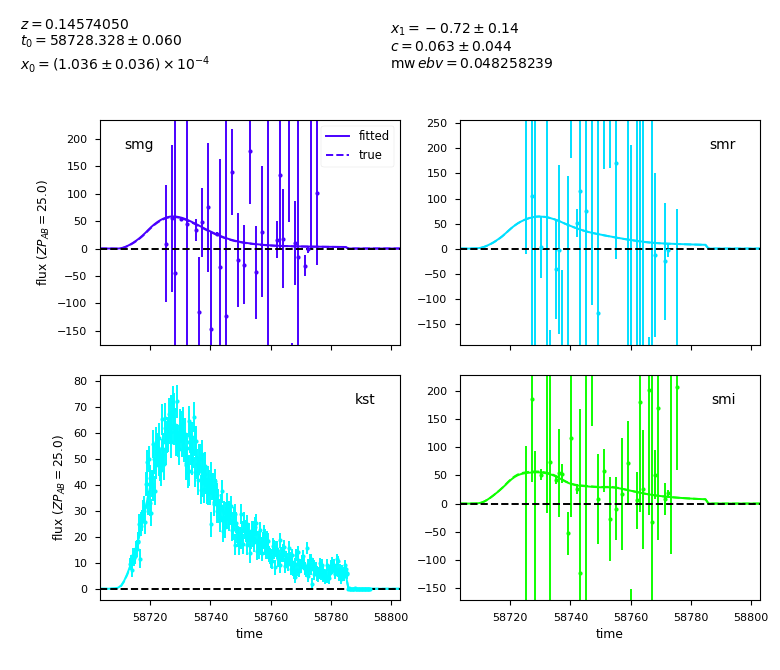 z = 0.14574050
t0 = 58728.328 ± 0.060
x0 = (1.036 ± 0.036) × 10^−4
x1 = −0.72 ± 0.14
c = 0.063 ± 0.044
mw ebv = 0.048258239
smg
fitted
true
flux (ZP_AB = 25.0)
200
150
100
50
0
−50
−100
−150
smr
250
200
150
100
50
0
−50
−100
−150
kst
flux (ZP_AB = 25.0)
80
70
60
50
40
30
20
10
0
58720 58740 58760 58780 58800
time
smi
200
150
100
50
0
−50
−100
−150
58720 58740 58760 58780 58800
time